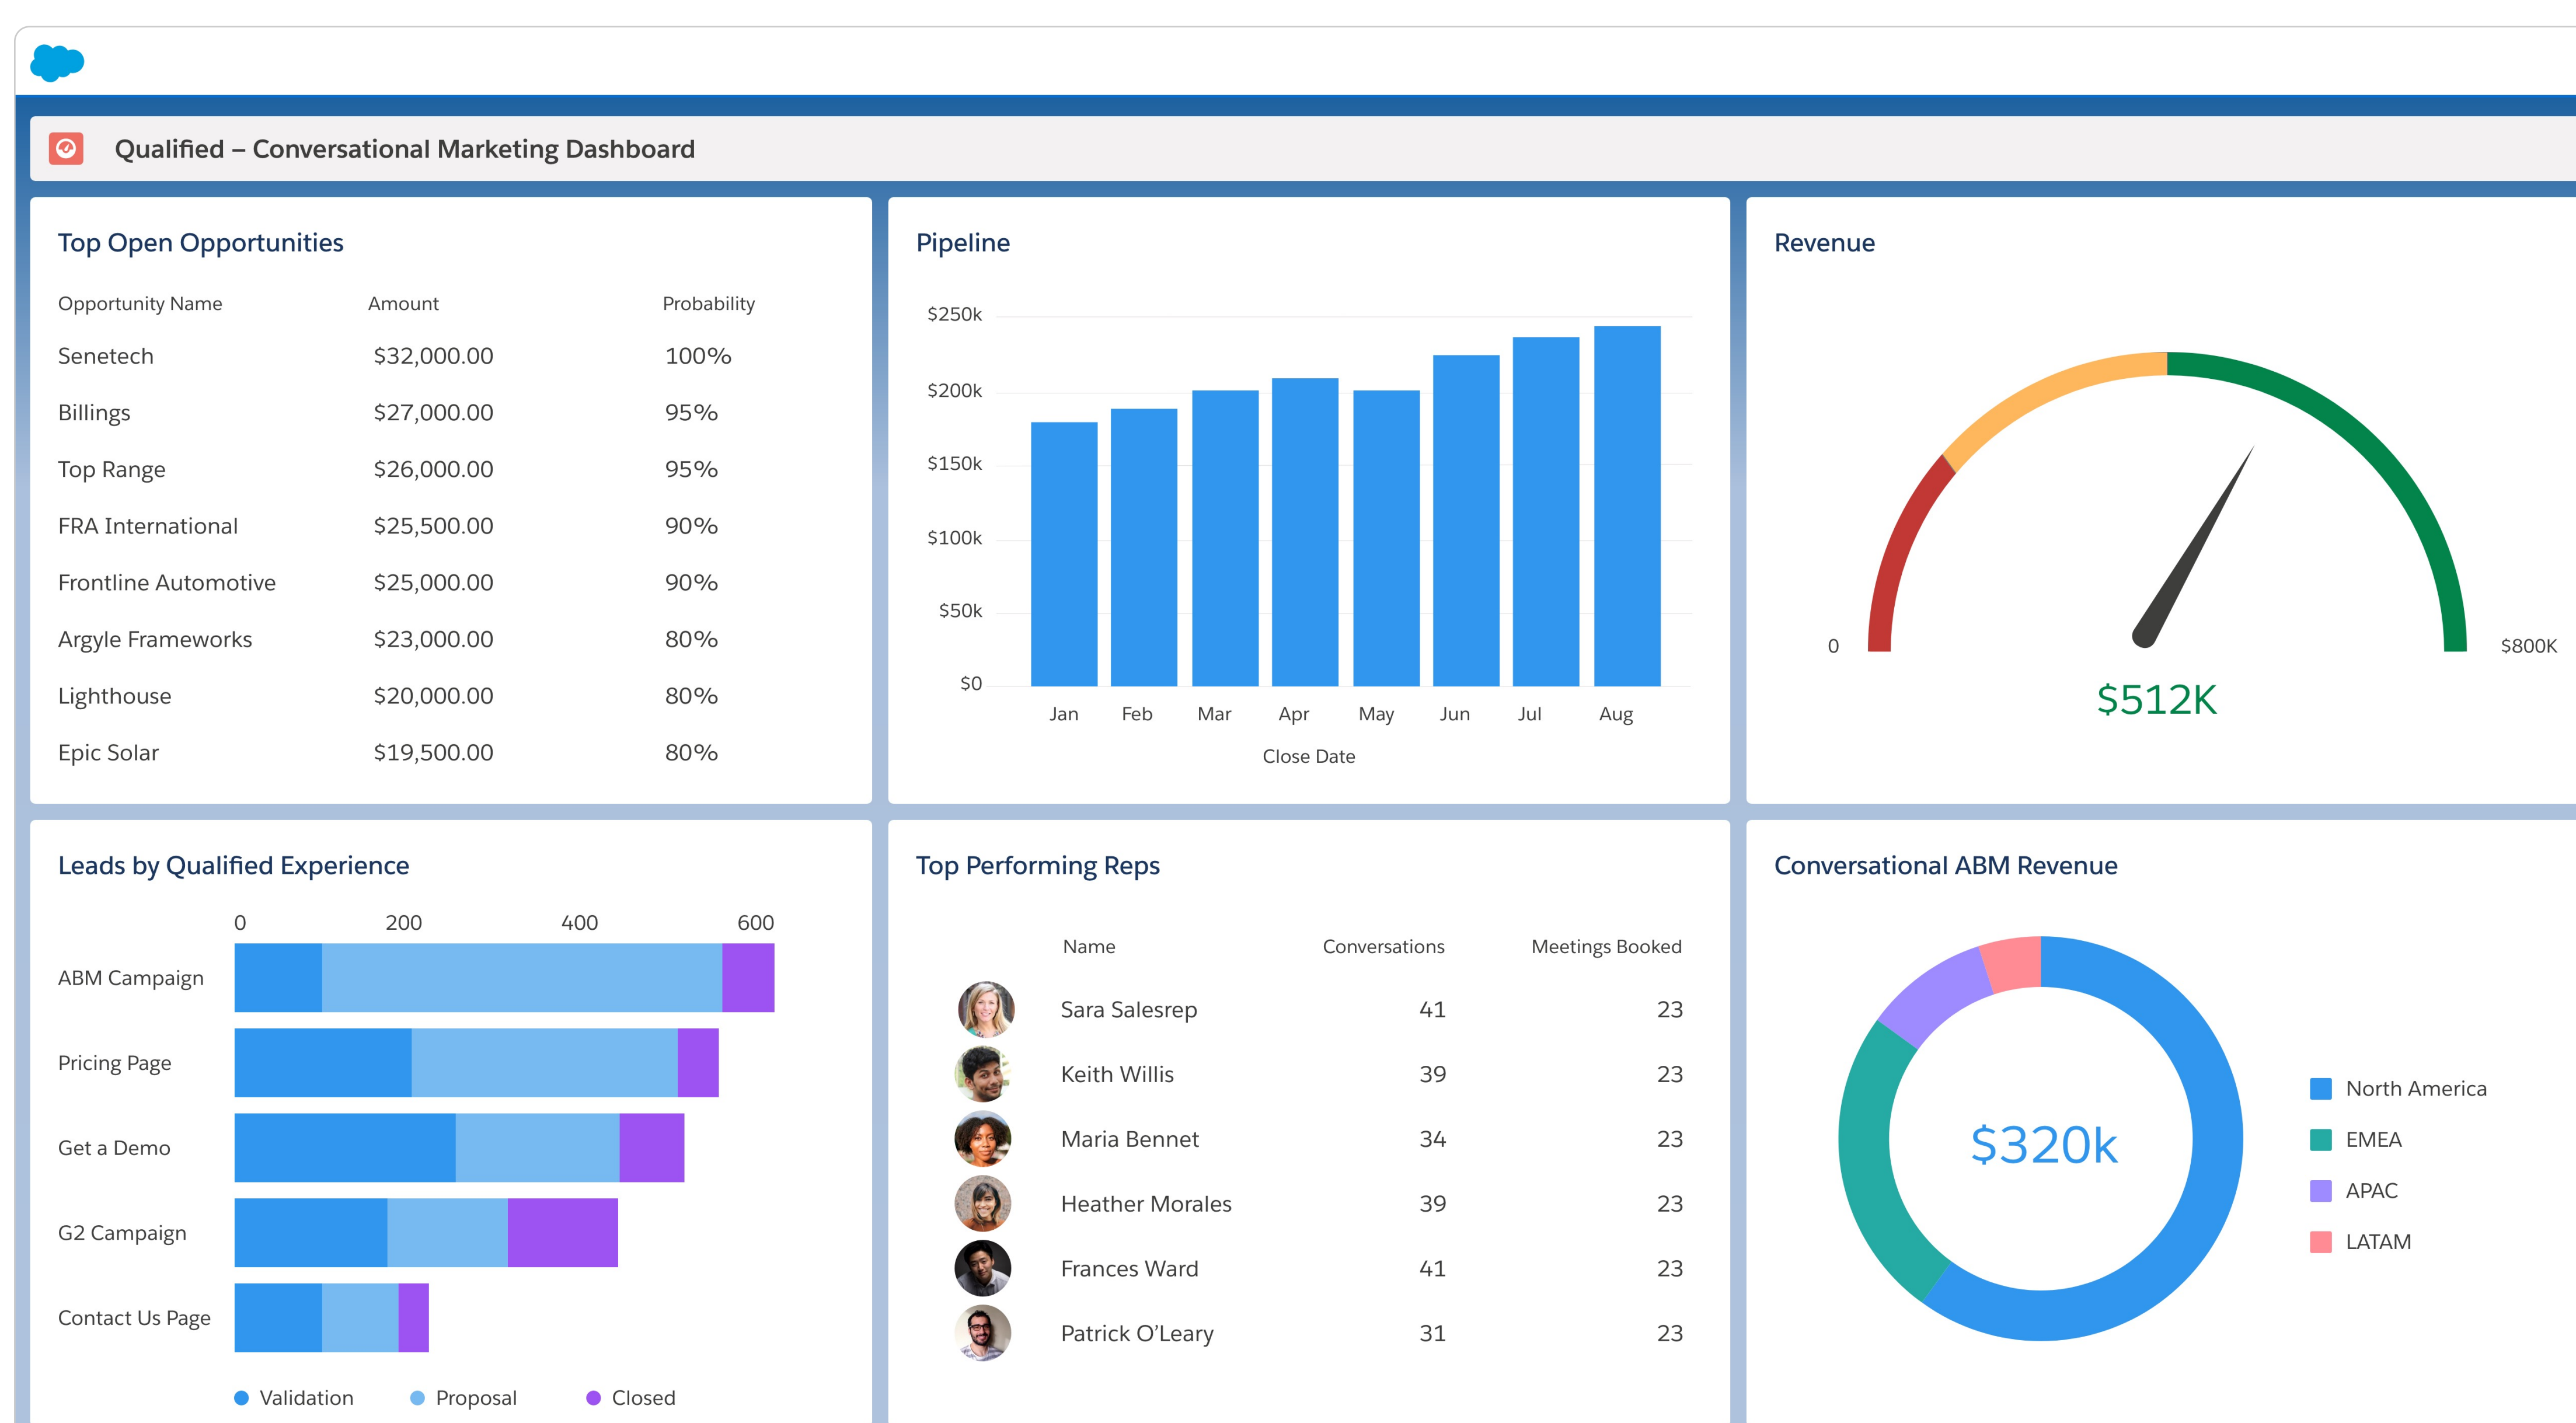 Qualified – Conversational Marketing Dashboard
Top Open Opportunities
Opportunity Name Amount Probability
Senetech $32,000.00 100%
Billings $27,000.00 95%
Top Range $26,000.00 95%
FRA International $25,500.00 90%
Frontline Automotive $25,000.00 90%
Argyle Frameworks $23,000.00 80%
Lighthouse $20,000.00 80%
Epic Solar $19,500.00 80%
Pipeline
$250k
$200k
$150k
$100k
$50k
$0
Jan Feb Mar Apr May Jun Jul Aug
Close Date
Revenue
0 $800K
$512K
Leads by Qualified Experience
0 200 400 600
ABM Campaign
Pricing Page
Get a Demo
G2 Campaign
Contact Us Page
Validation Proposal Closed
Top Performing Reps
Name Conversations Meetings Booked
Sara Salesrep 41 23
Keith Willis 39 23
Maria Bennet 34 23
Heather Morales 39 23
Frances Ward 41 23
Patrick O’Leary 31 23
Conversational ABM Revenue
$320k
North America
EMEA
APAC
LATAM